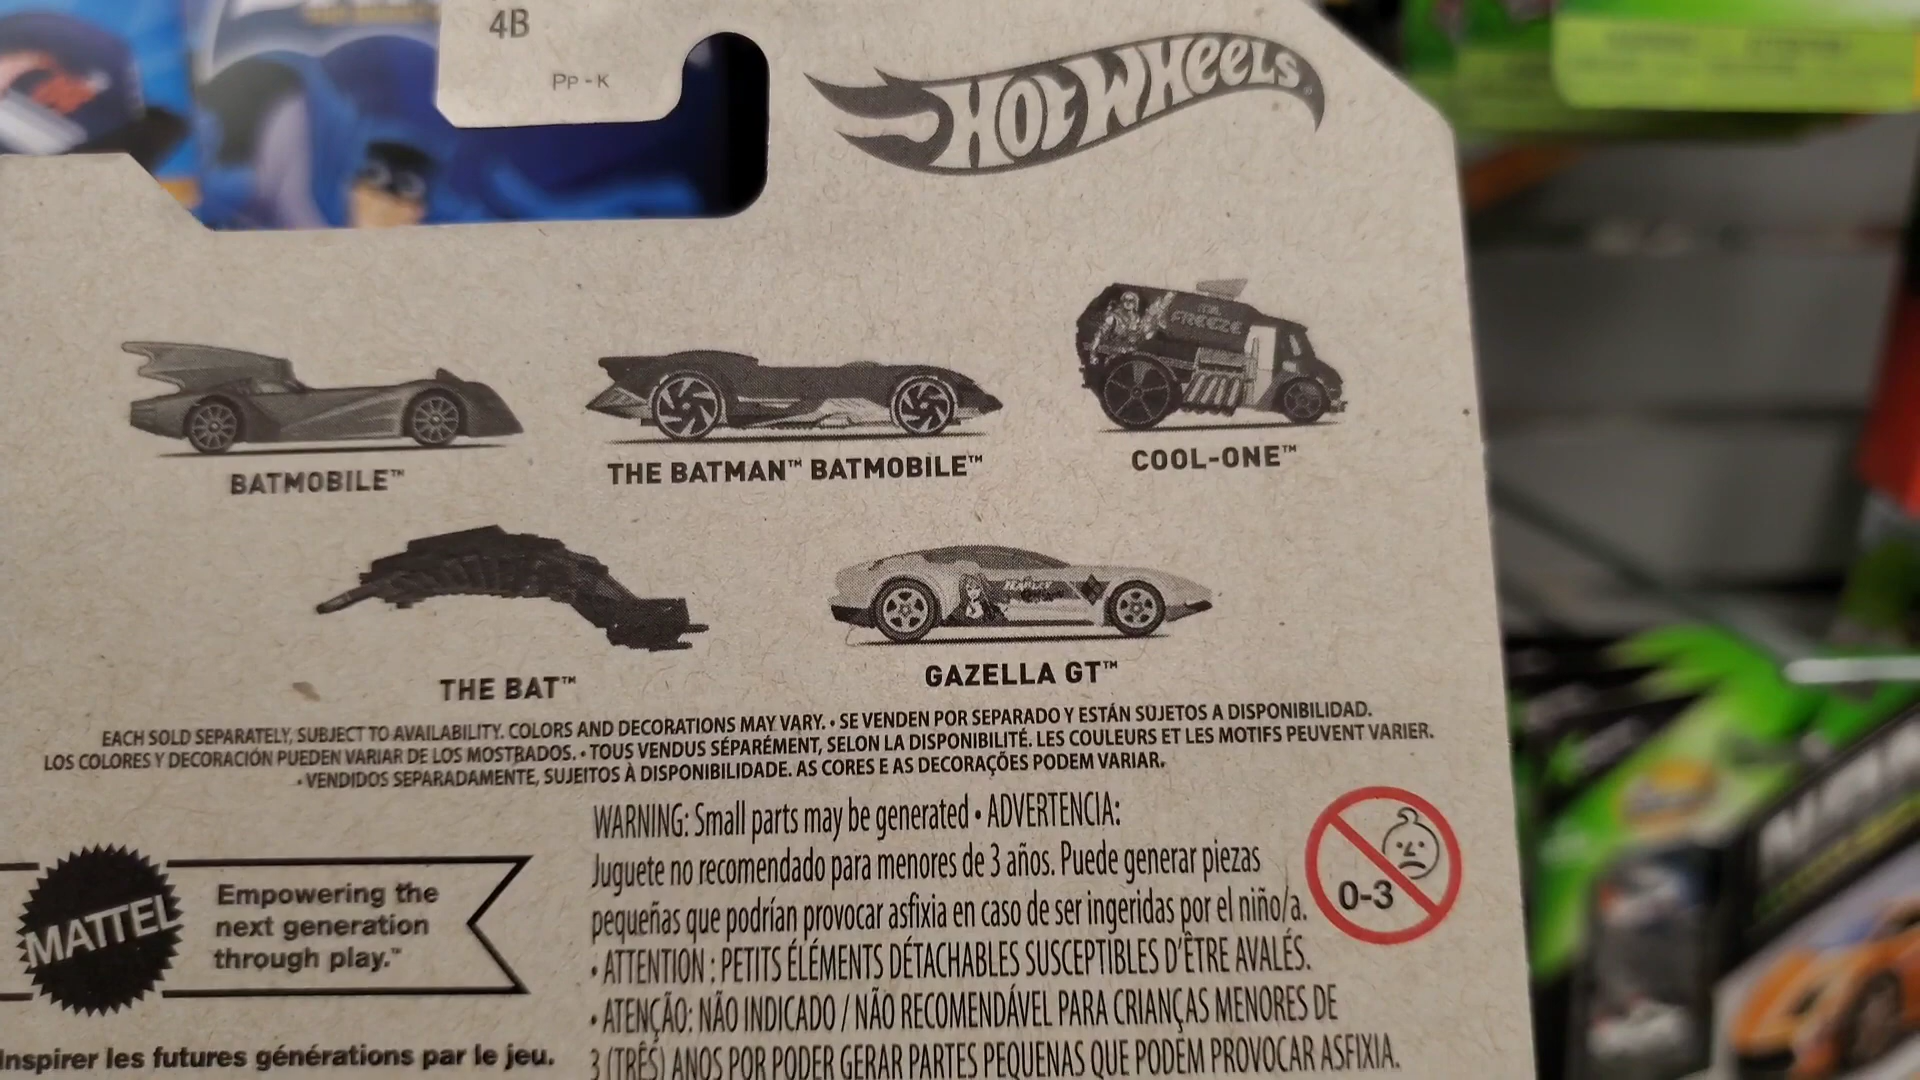 4B
Pp - K
HOT WHEELS
MR. FREEZE
BATMOBILE™
THE BATMAN™ BATMOBILE™
COOL-ONE™
THE BAT™
GAZELLA GT™
EACH SOLD SEPARATELY, SUBJECT TO AVAILABILITY. COLORS AND DECORATIONS MAY VARY. • SE VENDEN POR SEPARADO Y ESTÁN SUJETOS A DISPONIBILIDAD.
LOS COLORES Y DECORACIÓN PUEDEN VARIAR DE LOS MOSTRADOS. • TOUS VENDUS SÉPARÉMENT, SELON LA DISPONIBILITÉ. LES COULEURS ET LES MOTIFS PEUVENT VARIER.
• VENDIDOS SEPARADAMENTE, SUJEITOS À DISPONIBILIDADE. AS CORES E AS DECORAÇÕES PODEM VARIAR.
WARNING: Small parts may be generated • ADVERTENCIA:
Juguete no recomendado para menores de 3 años. Puede generar piezas
pequeñas que podrían provocar asfixia en caso de ser ingeridas por el niño/a.
• ATTENTION : PETITS ÉLÉMENTS DÉTACHABLES SUSCEPTIBLES D'ÊTRE AVALÉS.
• ATENÇÃO: NÃO INDICADO / NÃO RECOMENDÁVEL PARA CRIANÇAS MENORES DE
3 (TRÊS) ANOS POR PODER GERAR PARTES PEQUENAS QUE PODEM PROVOCAR ASFIXIA.
0-3
MATTEL
Empowering the
next generation
through play.™
Inspirer les futures générations par le jeu.